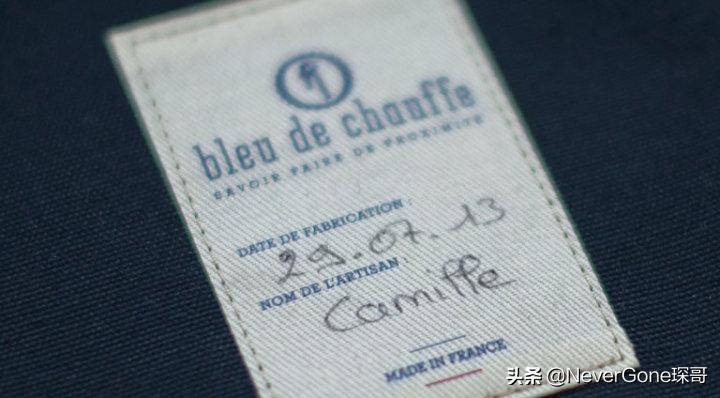 bleu de chauffe
SAVOIR FAIRE DE PROXIMITE
DATE DE FABRICATION :
29.07.13
NOM DE L'ARTISAN :
Camille
MADE IN FRANCE
头条 @NeverGone琛哥